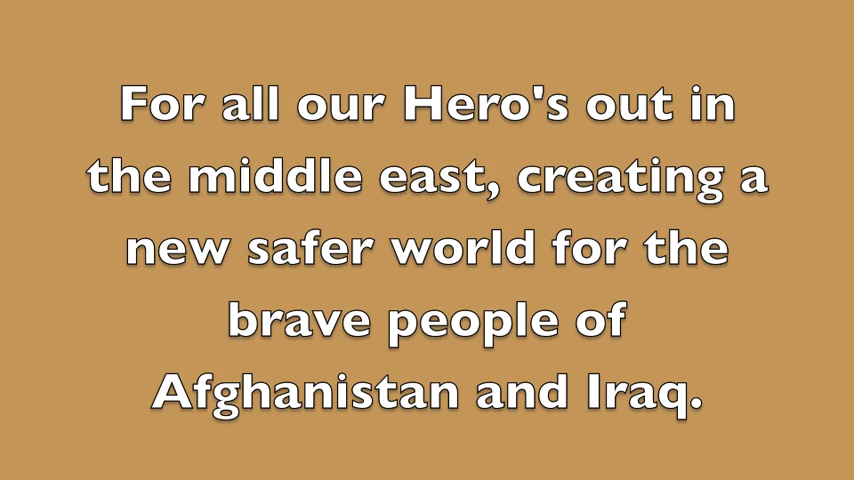 For all our Hero's out in
the middle east, creating a
new safer world for the
brave people of
Afghanistan and Iraq.